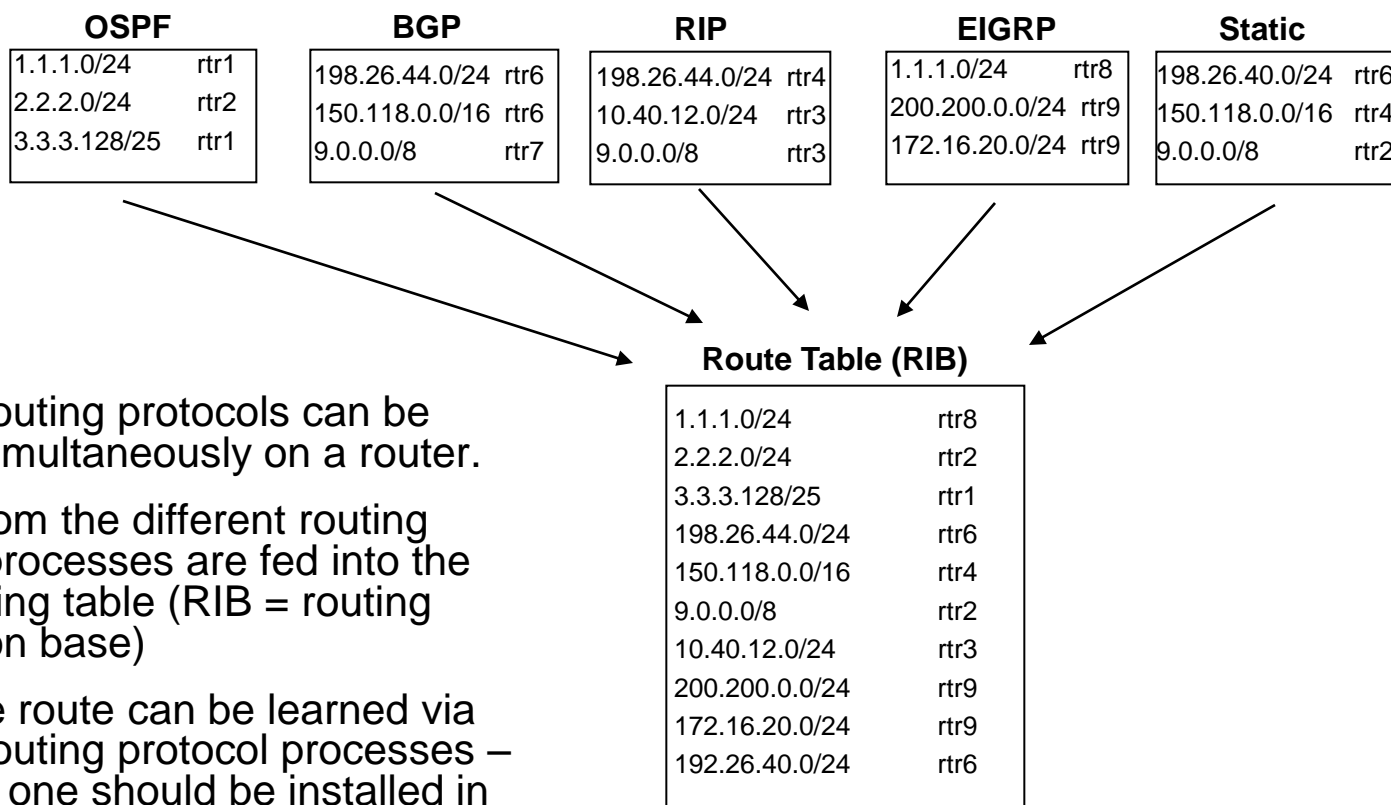 OSPF
1.1.1.0/24 rtr1
2.2.2.0/24 rtr2
3.3.3.128/25 rtr1
BGP
198.26.44.0/24 rtr6
150.118.0.0/16 rtr6
9.0.0.0/8 rtr7
RIP
198.26.44.0/24 rtr4
10.40.12.0/24 rtr3
9.0.0.0/8 rtr3
EIGRP
1.1.1.0/24 rtr8
200.200.0.0/24 rtr9
172.16.20.0/24 rtr9
Static
198.26.40.0/24 rtr6
150.118.0.0/16 rtr4
9.0.0.0/8 rtr2
Route Table (RIB)
1.1.1.0/24 rtr8
2.2.2.0/24 rtr2
3.3.3.128/25 rtr1
198.26.44.0/24 rtr6
150.118.0.0/16 rtr4
9.0.0.0/8 rtr2
10.40.12.0/24 rtr3
200.200.0.0/24 rtr9
172.16.20.0/24 rtr9
192.26.40.0/24 rtr6
outing protocols can be
multaneously on a router.
om the different routing
rocesses are fed into the
ing table (RIB = routing
on base)
e route can be learned via
outing protocol processes –
one should be installed in